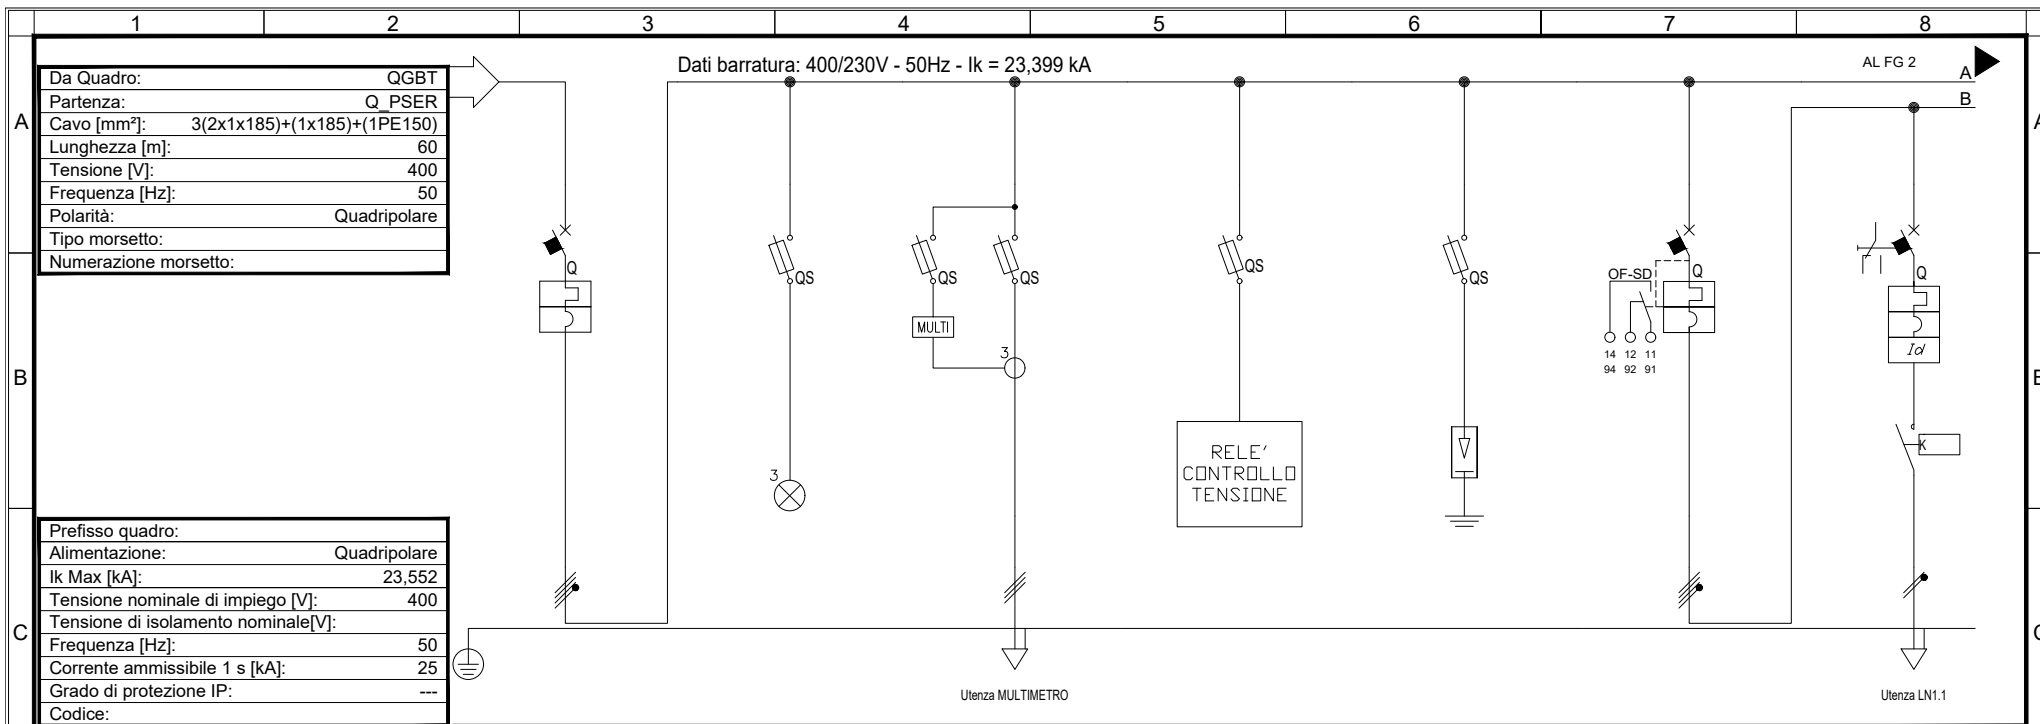 1 2 3 4 5 6 7 8
Dati barratura: 400/230V - 50Hz - Ik = 23,399 kA
AL FG 2
A
B
A
A
Da Quadro: QGBT
Partenza: Q_PSER
Cavo [mm²]: 3(2x1x185)+(1x185)+(1PE150)
Lunghezza [m]: 60
Tensione [V]: 400
Frequenza [Hz]: 50
Polarità: Quadripolare
Tipo morsetto:
Numerazione morsetto:
Q
QS
QS
QS
QS
QS
OF-SD
Q
Q
MULTI
3
14 12 11
94 92 91
Id
B
B
K
RELE'
CONTROLLO
TENSIONE
3
Prefisso quadro:
Alimentazione: Quadripolare
Ik Max [kA]: 23,552
Tensione nominale di impiego [V]: 400
Tensione di isolamento nominale[V]:
Frequenza [Hz]: 50
Corrente ammissibile 1 s [kA]: 25
Grado di protezione IP: ---
Codice:
C
C
Utenza MULTIMETRO
Utenza LN1.1